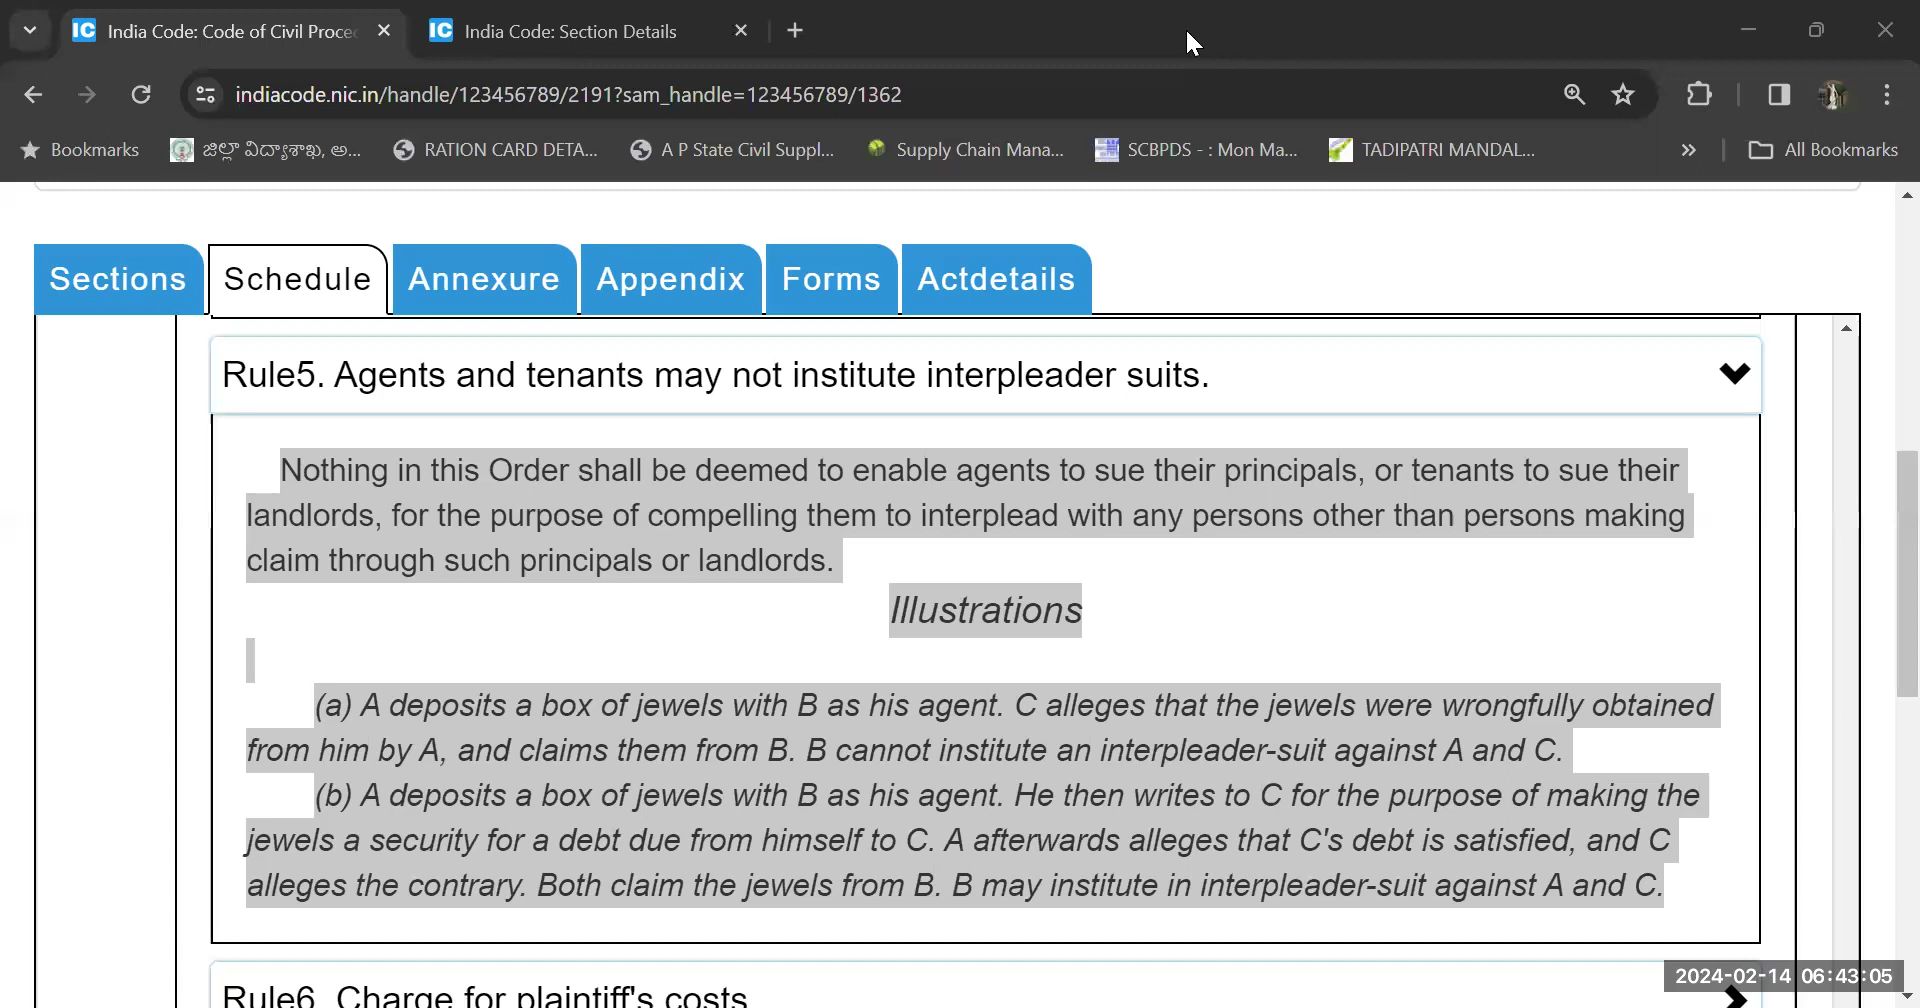 India Code: Code of Civil Proce
India Code: Section Details
indiacode.nic.in/handle/123456789/2191?sam_handle=123456789/1362
Bookmarks
జిల్లా విద్యాశాఖ, అ...
RATION CARD DETA...
A P State Civil Suppl...
Supply Chain Mana...
SCBPDS - : Mon Ma...
TADIPATRI MANDAL...
All Bookmarks
Sections
Schedule
Annexure
Appendix
Forms
Actdetails
Rule5. Agents and tenants may not institute interpleader suits.
Nothing in this Order shall be deemed to enable agents to sue their principals, or tenants to sue their
landlords, for the purpose of compelling them to interplead with any persons other than persons making
claim through such principals or landlords.
Illustrations
(a) A deposits a box of jewels with B as his agent. C alleges that the jewels were wrongfully obtained
from him by A, and claims them from B. B cannot institute an interpleader-suit against A and C.
(b) A deposits a box of jewels with B as his agent. He then writes to C for the purpose of making the
jewels a security for a debt due from himself to C. A afterwards alleges that C's debt is satisfied, and C
alleges the contrary. Both claim the jewels from B. B may institute in interpleader-suit against A and C.
Rule6. Charge for plaintiff's costs
2024-02-14 06:43:05